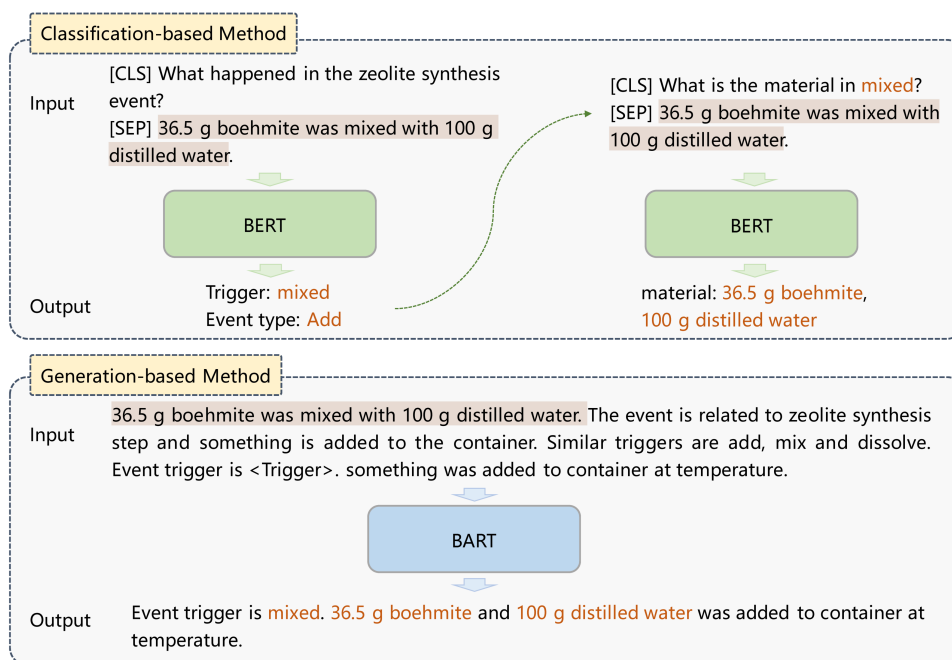 Classification-based Method
Input
[CLS] What happened in the zeolite synthesis
event?
[SEP] 36.5 g boehmite was mixed with 100 g
distilled water.
BERT
Output
Trigger: mixed
Event type: Add
[CLS] What is the material in mixed?
[SEP] 36.5 g boehmite was mixed with
100 g distilled water.
BERT
material: 36.5 g boehmite,
100 g distilled water
Generation-based Method
Input
36.5 g boehmite was mixed with 100 g distilled water. The event is related to zeolite synthesis
step and something is added to the container. Similar triggers are add, mix and dissolve.
Event trigger is <Trigger>. something was added to container at temperature.
BART
Output
Event trigger is mixed. 36.5 g boehmite and 100 g distilled water was added to container at
temperature.